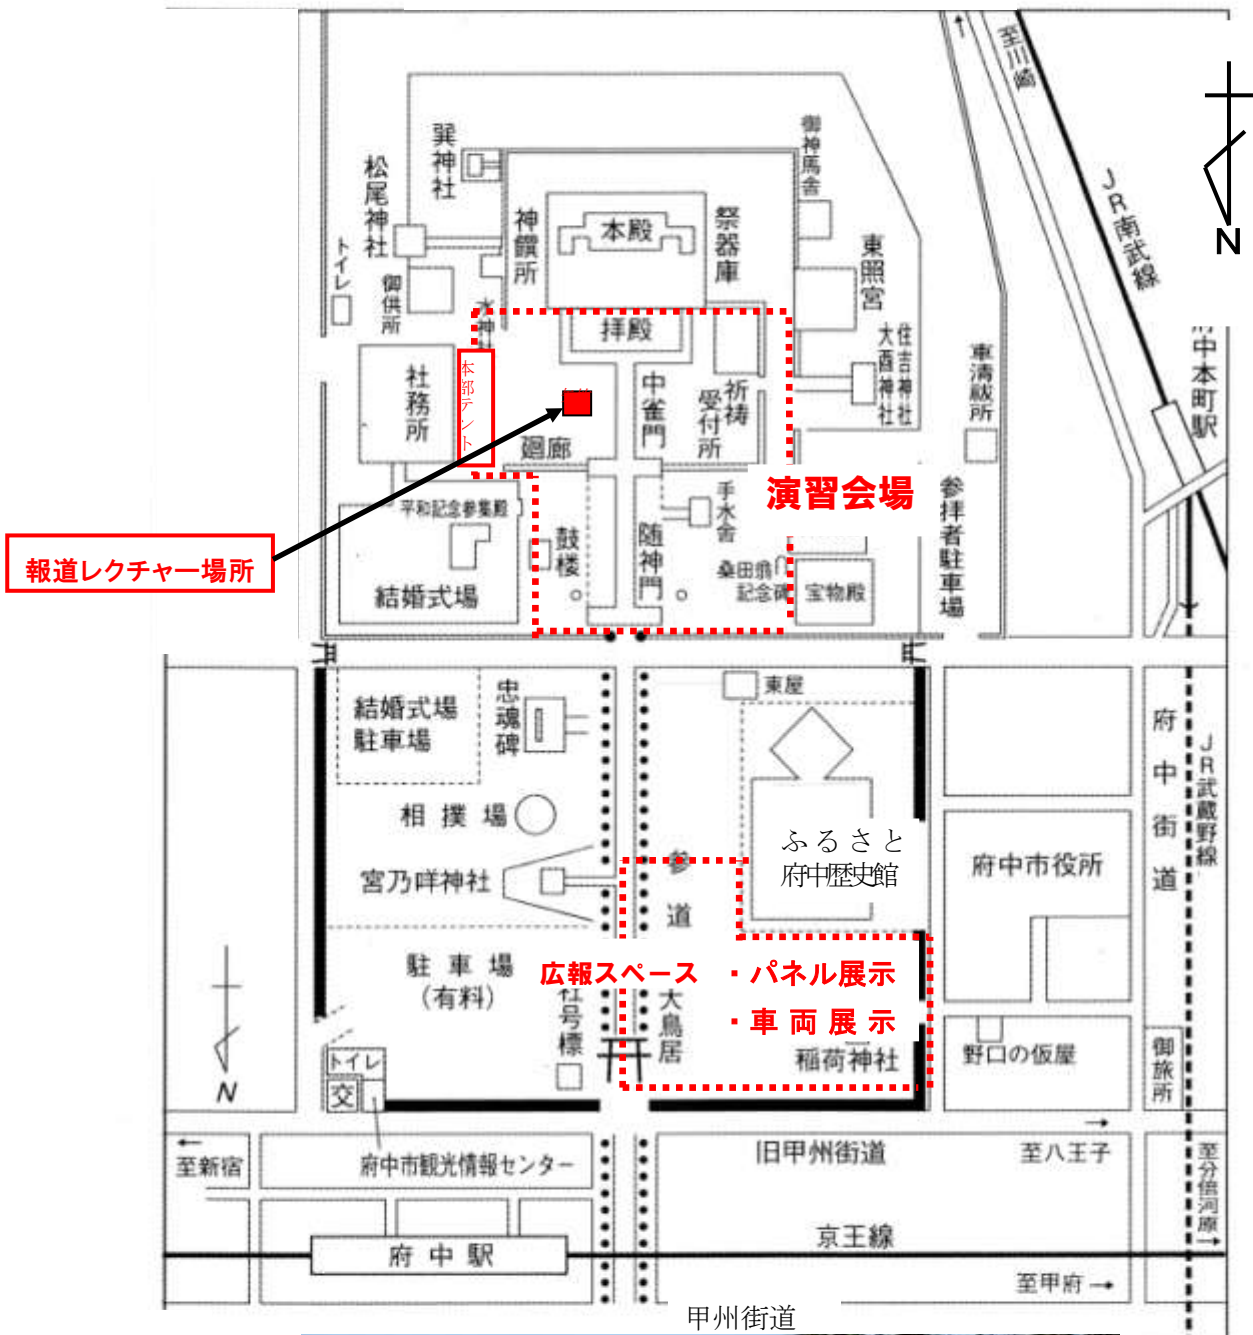 至川崎
JR南武線
N
府中本町駅
巽神社
松尾神社
トイレ
御供所
神饌所
本殿
祭器庫
御神馬舎
東照宮
住吉神社
大酉神社
車清祓所
水神社
拝殿
社務所
本部テント
中雀門
祈祷
受付所
廻廊
演習会場
参拝者駐車場
平和記念参集殿
鼓楼
随神門
手水舎
桑田翁
記念碑
宝物殿
結婚式場
報道レクチャー場所
結婚式場
駐車場
忠魂碑
東屋
相撲場
宮乃咩神社
参道
ふるさと
府中歴史館
府中市役所
府中街道
JR武蔵野線
駐車場
(有料)
広報スペース ・パネル展示
・車両展示
社号標
大鳥居
稲荷神社
野口の仮屋
御旅所
N
トイレ
交
府中市観光情報センター
旧甲州街道
至八王子
至新宿
至分倍河原
府中駅
京王線
至甲府
甲州街道